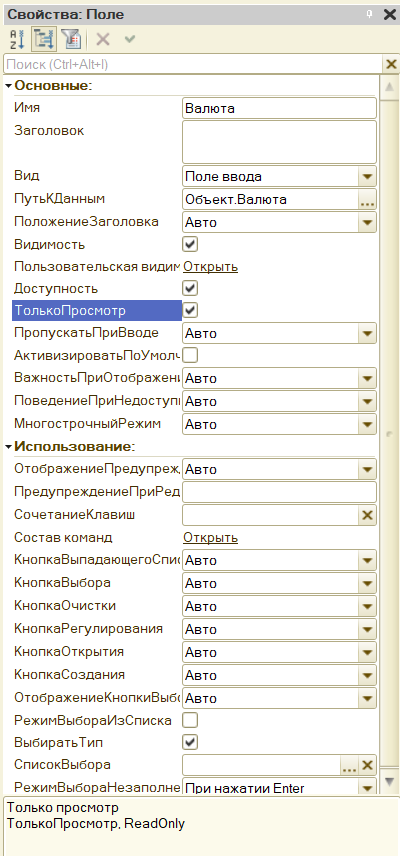 Свойства: Поле
Поиск (Ctrl+Alt+I)
Основные:
Имя Валюта
Заголовок
Вид Поле ввода
ПутьКДанным Объект.Валюта ...
ПоложениеЗаголовка Авто
Видимость
Пользовательская видим Открыть
Доступность
ТолькоПросмотр
ПропускатьПриВводе Авто
АктивизироватьПоУмолч
ВажностьПриОтображени Авто
ПоведениеПриНедоступ Авто
МногострочныйРежим Авто
Использование:
ОтображениеПредупреж Авто
ПредупреждениеПриРед
СочетаниеКлавиш
Состав команд Открыть
КнопкаВыпадающегоСпис Авто
КнопкаВыбора Авто
КнопкаОчистки Авто
КнопкаРегулирования Авто
КнопкаОткрытия Авто
КнопкаСоздания Авто
ОтображениеКнопкиВыбо Авто
РежимВыбораИзСписка
ВыбиратьТип
СписокВыбора ...
РежимВыбораНезаполне При нажатии Enter
Только просмотр
ТолькоПросмотр, ReadOnly